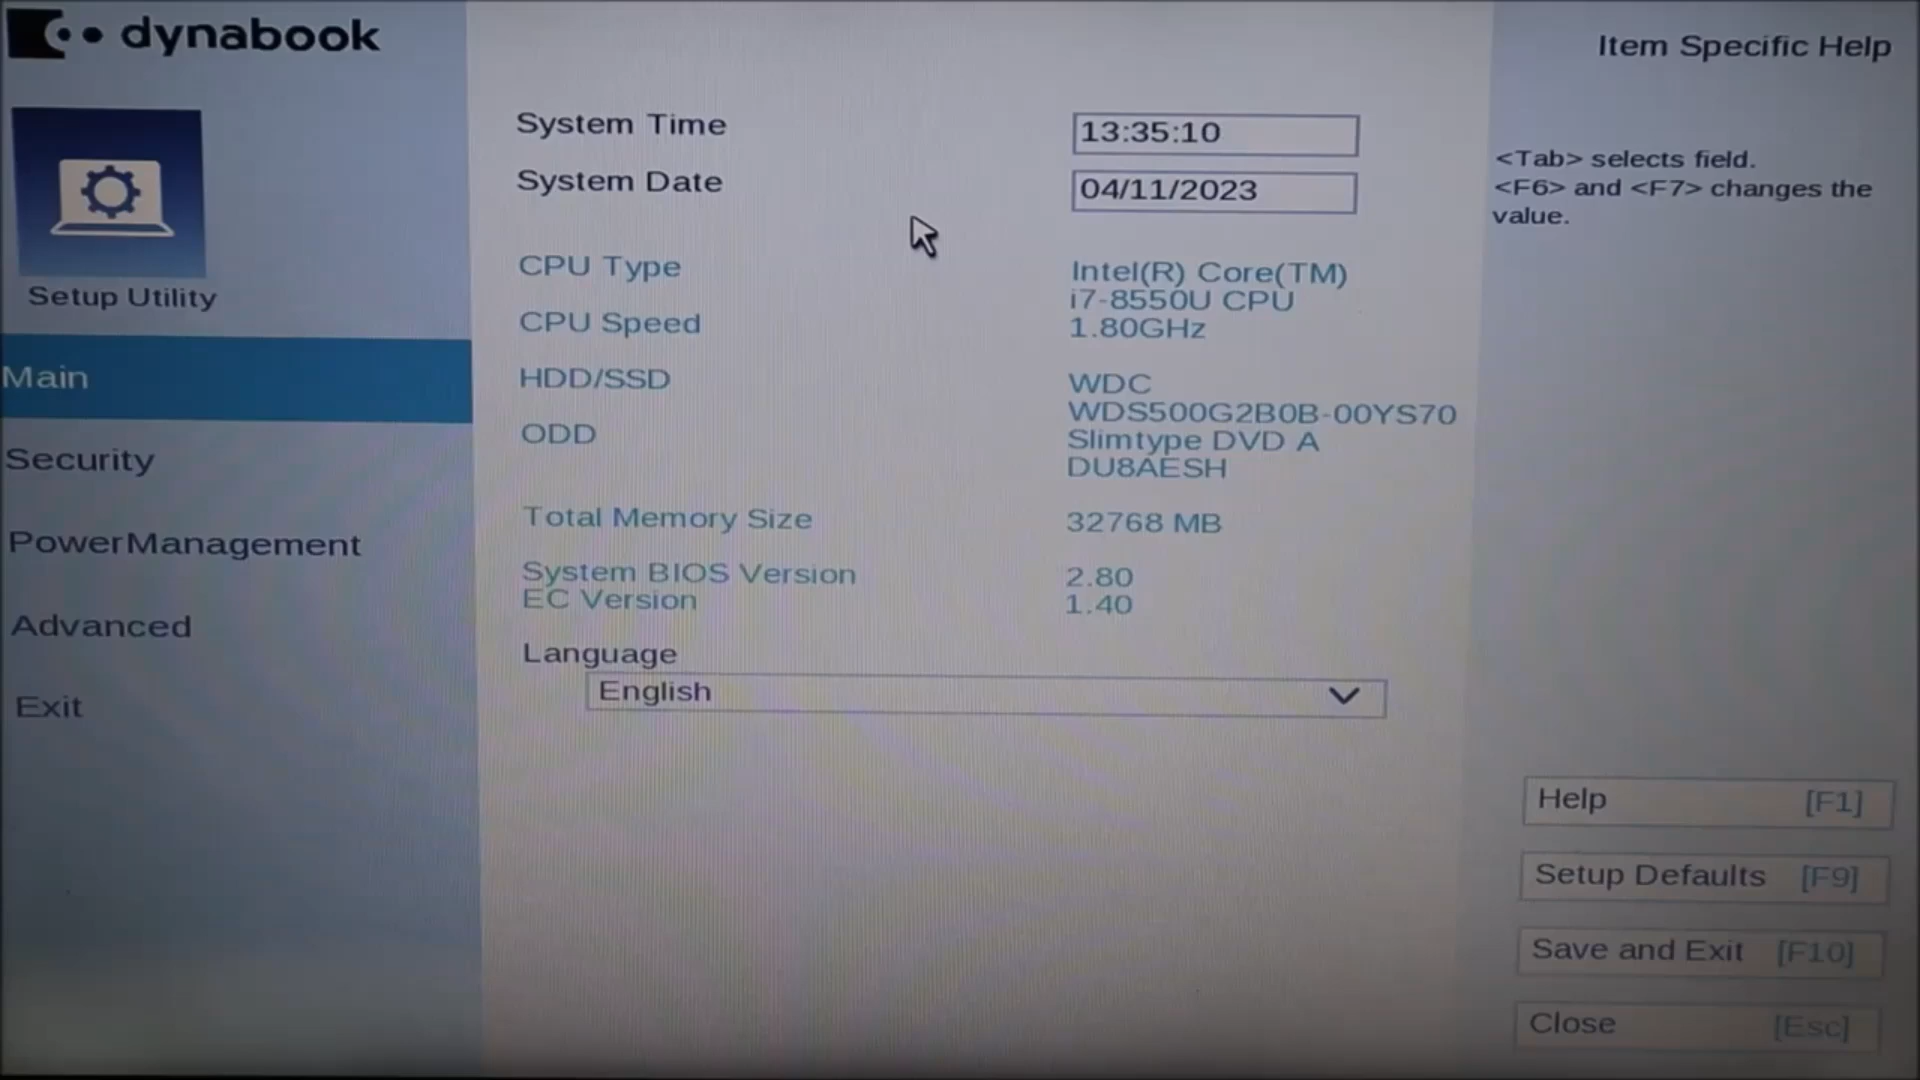 dynabook
Setup Utility
Main
Security
PowerManagement
Advanced
Exit
System Time 13:35:10
System Date 04/11/2023
CPU Type Intel(R) Core(TM)
i7-8550U CPU
CPU Speed 1.80GHz
HDD/SSD WDC
WDS500G2B0B-00YS70
ODD Slimtype DVD A
DU8AESH
Total Memory Size 32768 MB
System BIOS Version 2.80
EC Version 1.40
Language
English
Item Specific Help
<Tab> selects field.
<F6> and <F7> changes the
value.
Help [F1]
Setup Defaults [F9]
Save and Exit [F10]
Close [Esc]